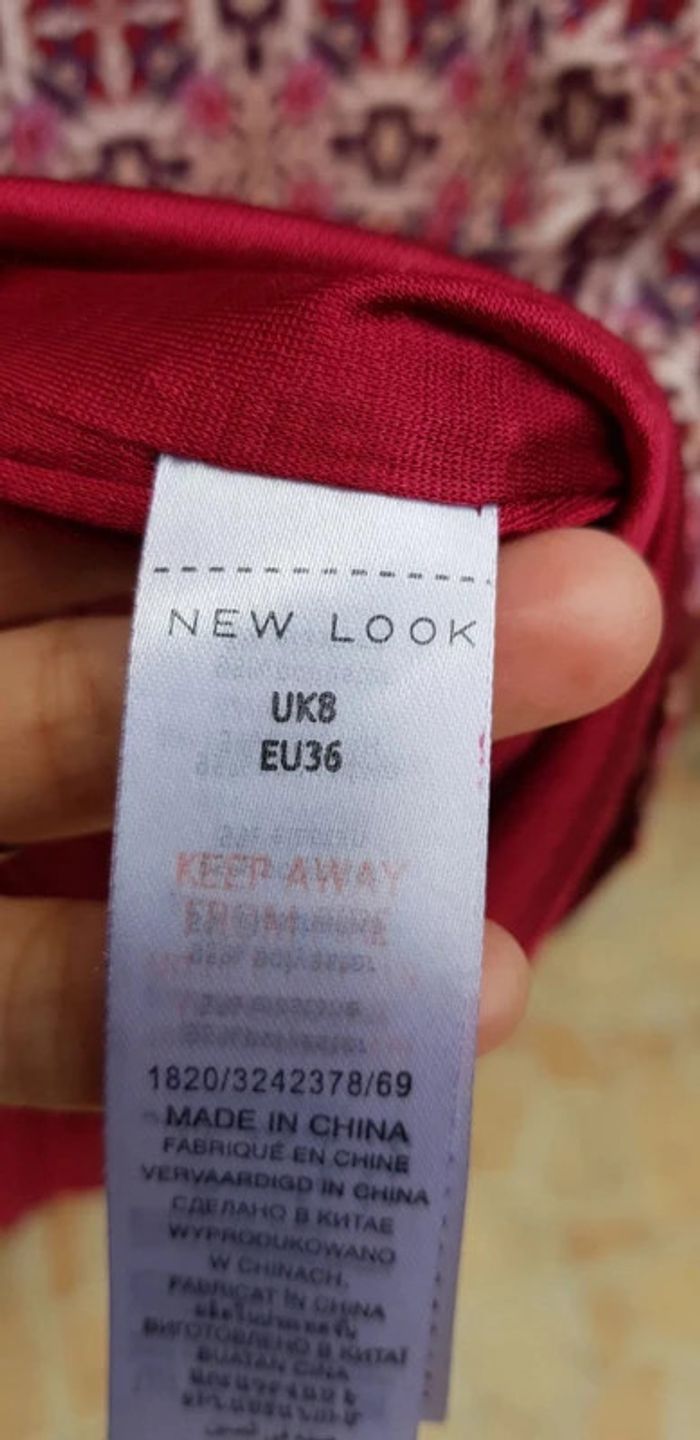 NEW LOOK
UK8
EU36
KEEP AWAY
FROM FIRE
1820/3242378/69
MADE IN CHINA
FABRIQUÉ EN CHINE
VERVAARDIGD IN CHINA
СДЕЛАНО В КИТАЕ
WYPRODUKOWANO
W CHINACH.
FABRICAT ÎN CHINA
ВИГОТОВЛЕНО В КИТАЇ
BUATAN CINA